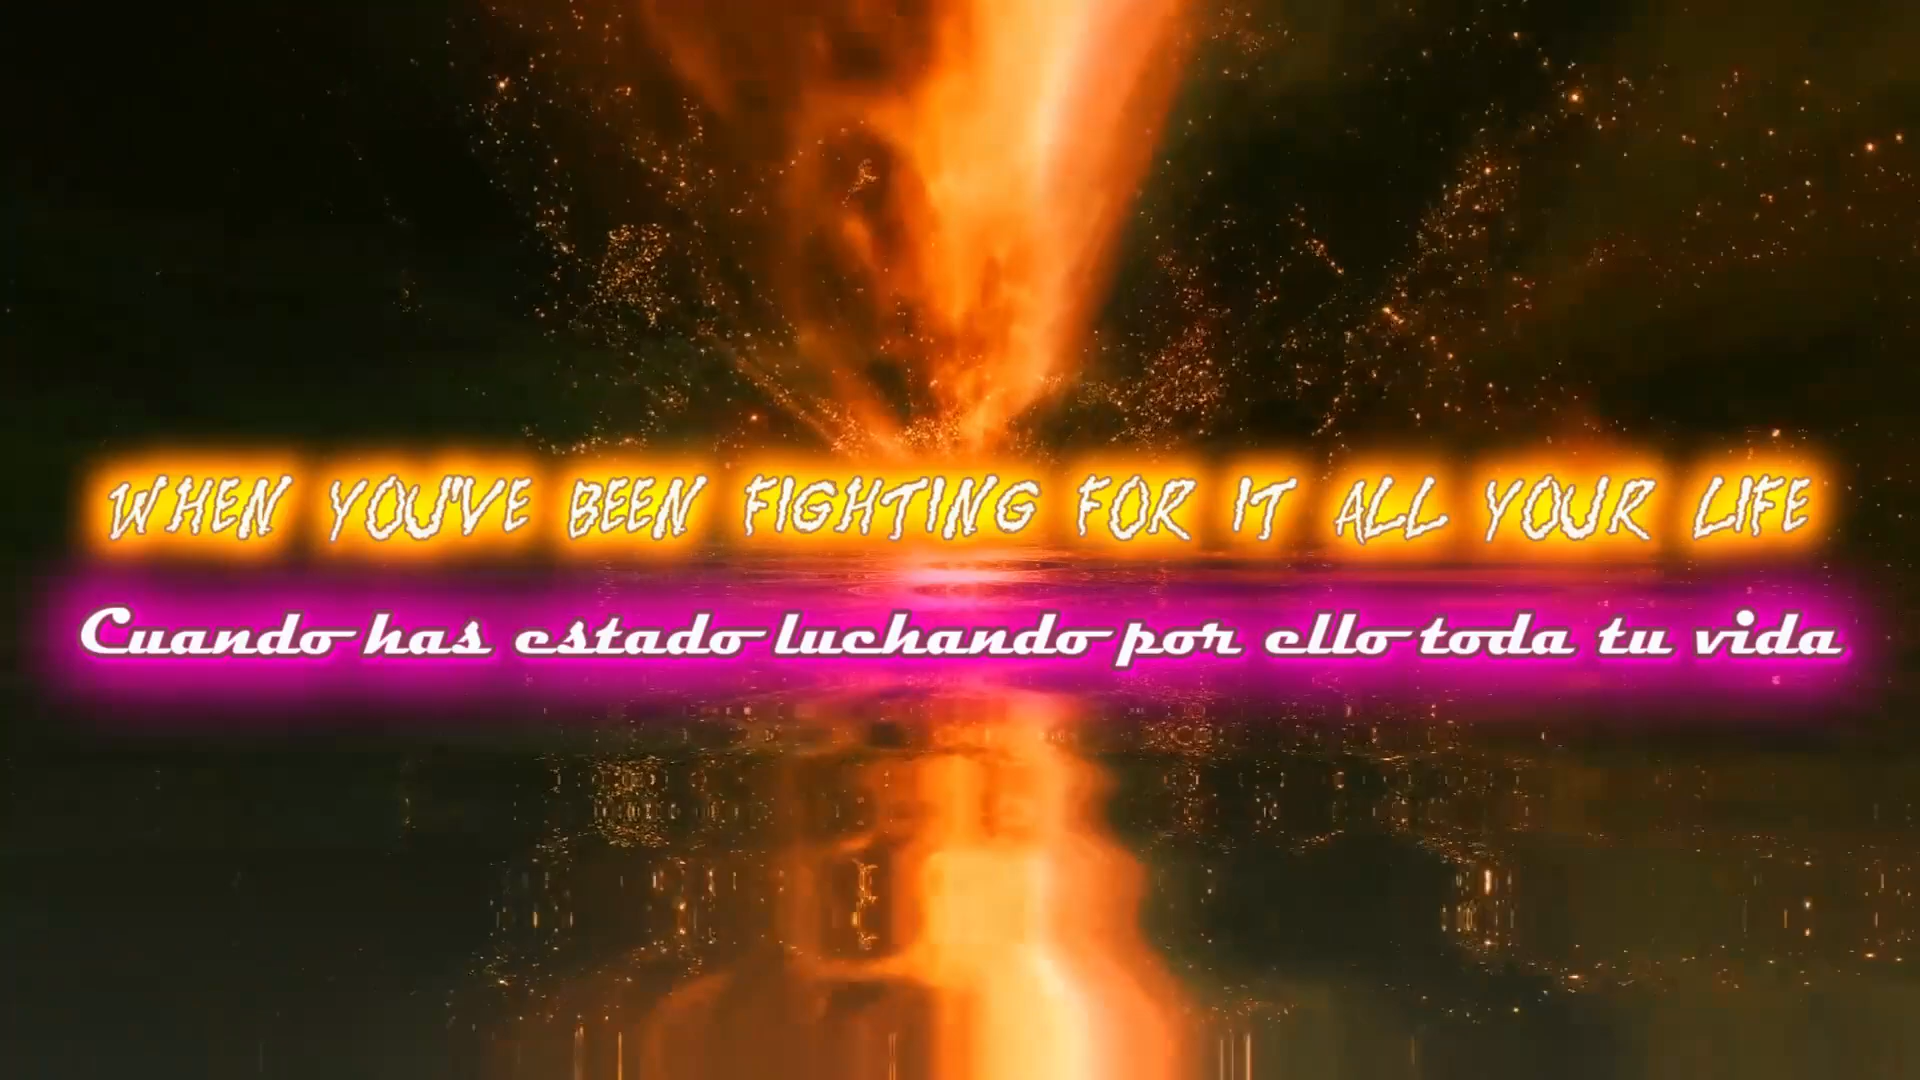 WHEN YOU'VE BEEN FIGHTING FOR IT ALL YOUR LIFE
Cuando has estado luchando por ello toda tu vida